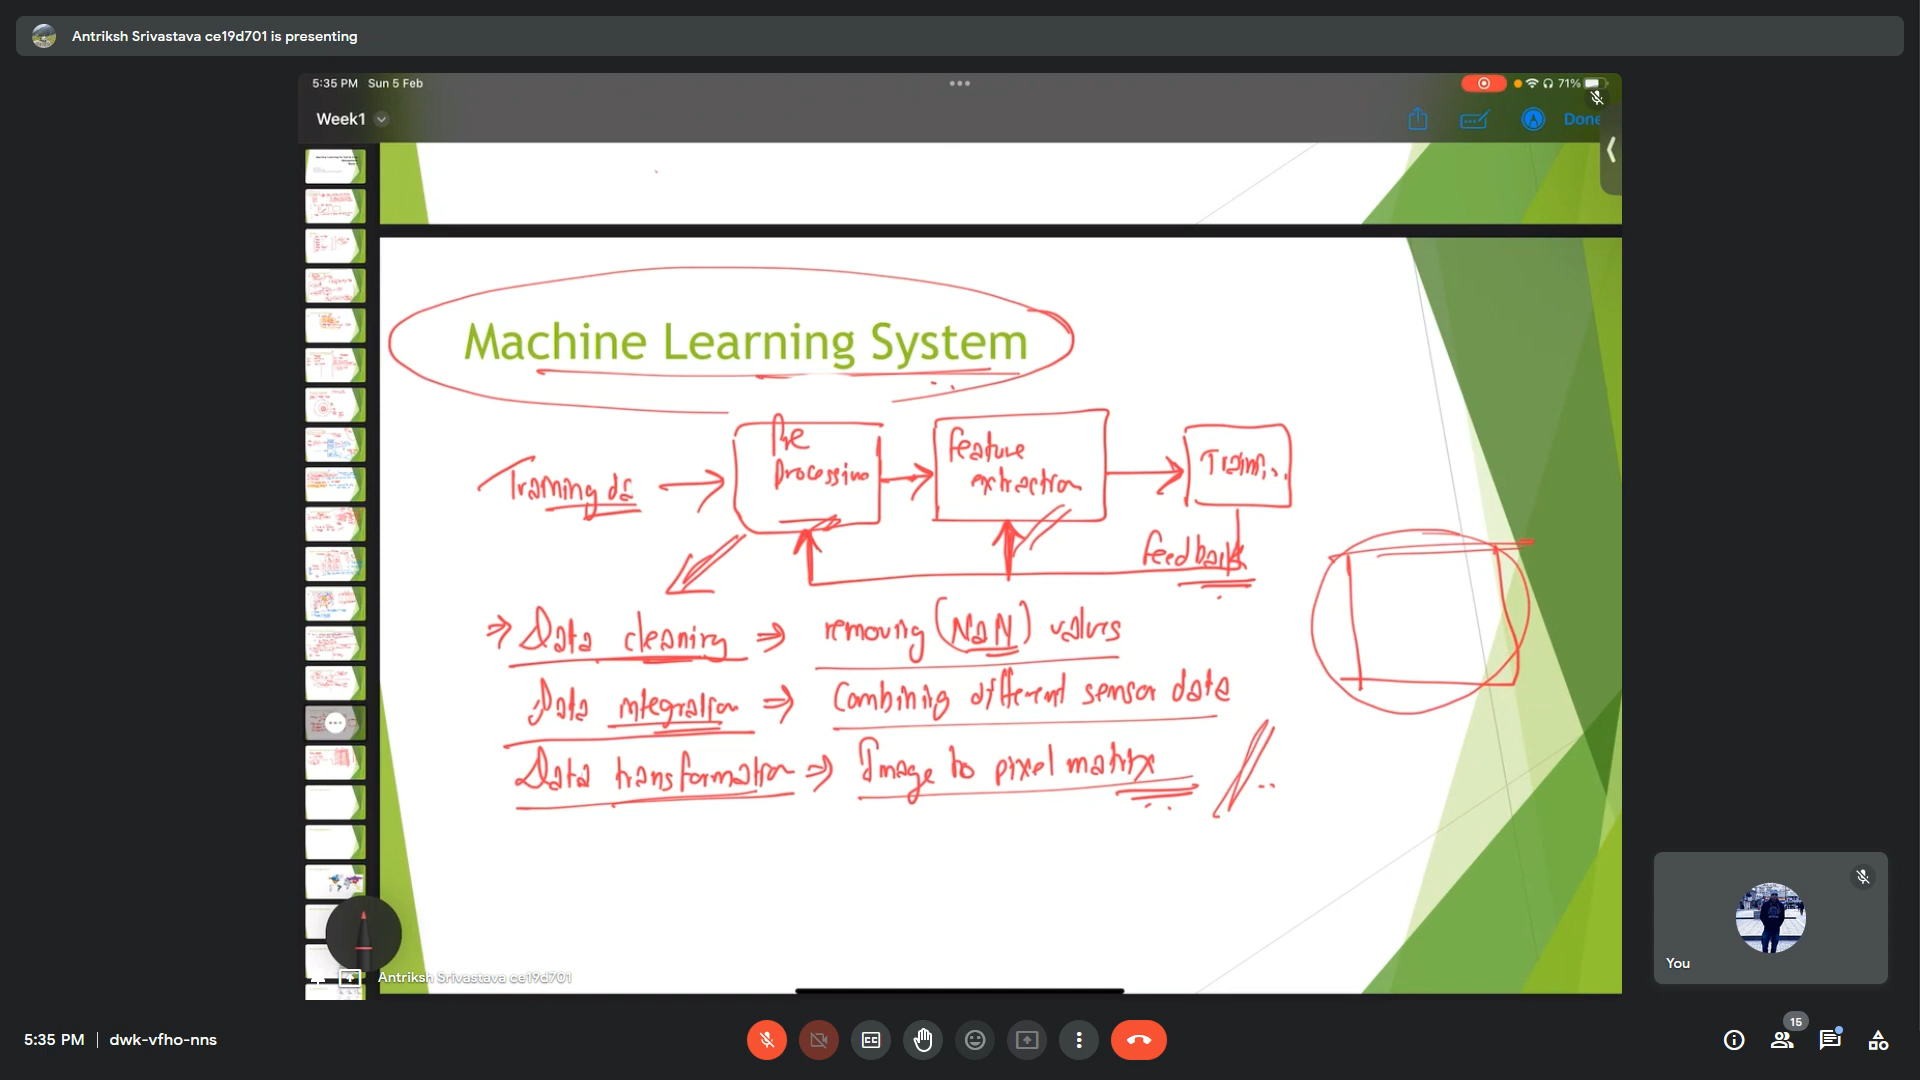 Antriksh Srivastava ce19d701 is presenting
5:35 PM Sun 5 Feb
71%
Week1
Done
Machine Learning System
Pre
Processing
feature
extraction
Training da
feedback
⇒ Data cleaning ⇒ removing (NaN) values
Data integration ⇒ Combining different sensor data
Data transformation ⇒ Image to pixel matrix
Antriksh Srivastava ce19d701
You
5:35 PM | dwk-vfho-nns
15